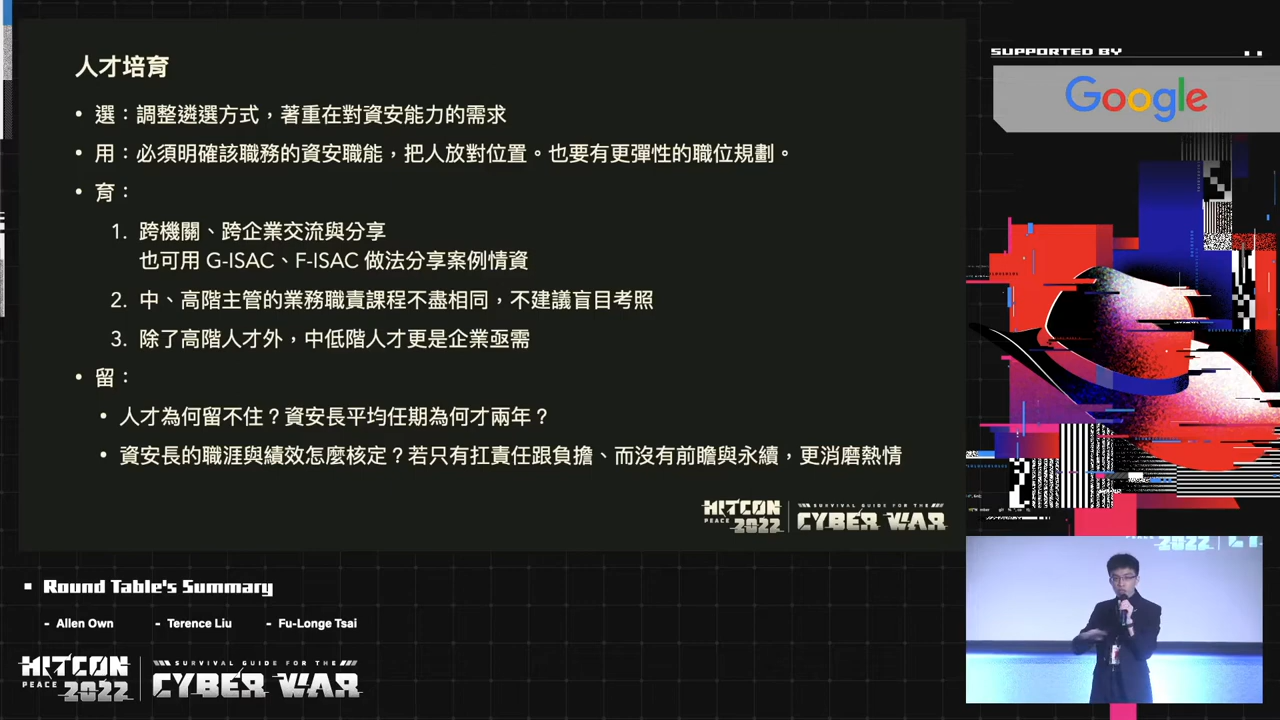 人才培育
• 選：調整遴選方式，著重在對資安能力的需求
• 用：必須明確該職務的資安職能，把人放對位置。也要有更彈性的職位規劃。
• 育：
1. 跨機關、跨企業交流與分享
也可用 G-ISAC、F-ISAC 做法分享案例情資
2. 中、高階主管的業務職責課程不盡相同，不建議盲目考照
3. 除了高階人才外，中低階人才更是企業亟需
• 留：
• 人才為何留不住？資安長平均任期為何才兩年？
• 資安長的職涯與績效怎麼核定？若只有扛責任跟負擔、而沒有前瞻與永續，更消磨熱情
HITCON
PEACE 2022
SURVIVAL GUIDE FOR THE
CYBER WAR
SUPPORTED BY
Google
Round Table's Summary
- Allen Own - Terence Liu - Fu-Longe Tsai
HITCON
PEACE 2022
SURVIVAL GUIDE FOR THE
CYBER WAR
2022